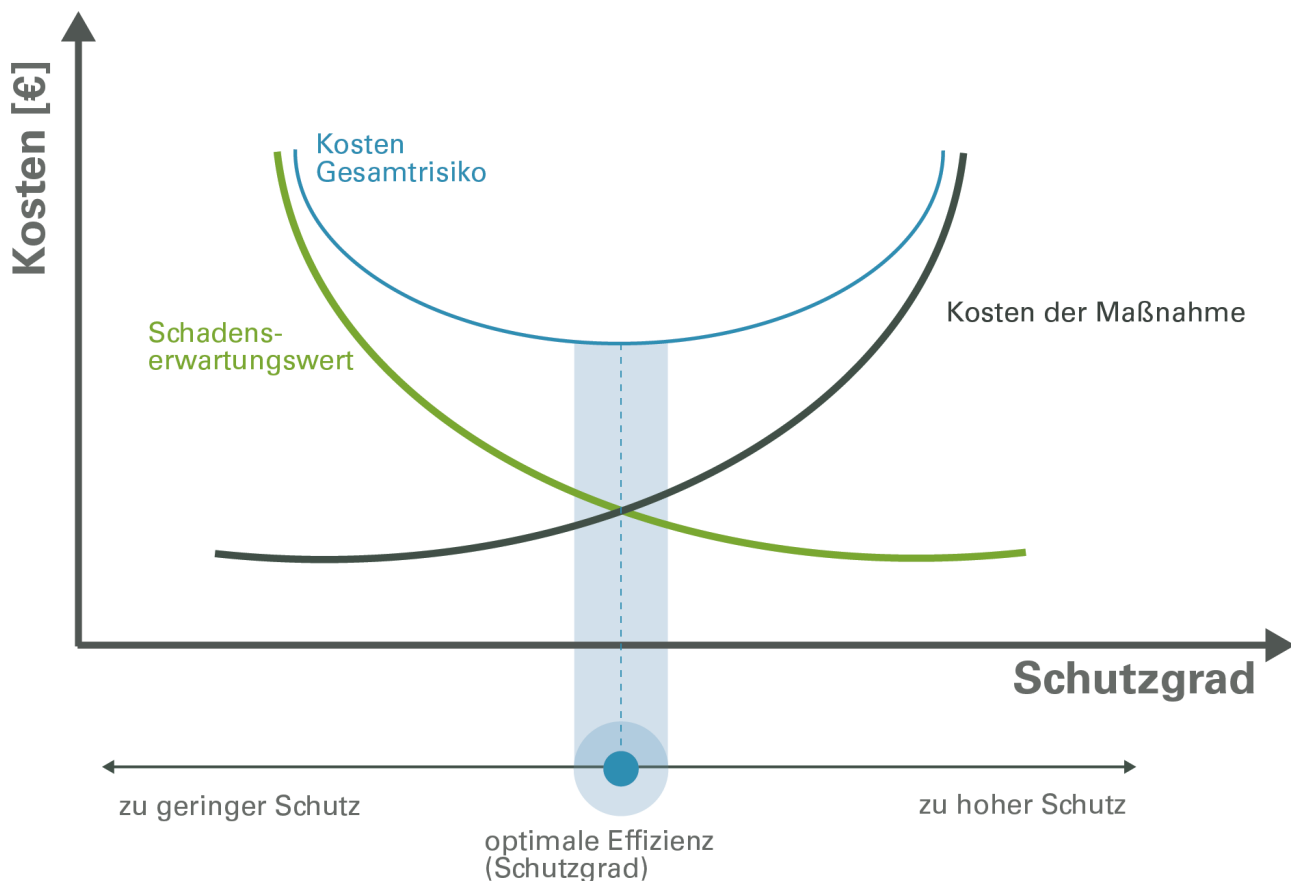 Kosten [€]
Kosten
Gesamtrisiko
Schadens-
erwartungswert
Kosten der Maßnahme
Schutzgrad
zu geringer Schutz
zu hoher Schutz
optimale Effizienz
(Schutzgrad)